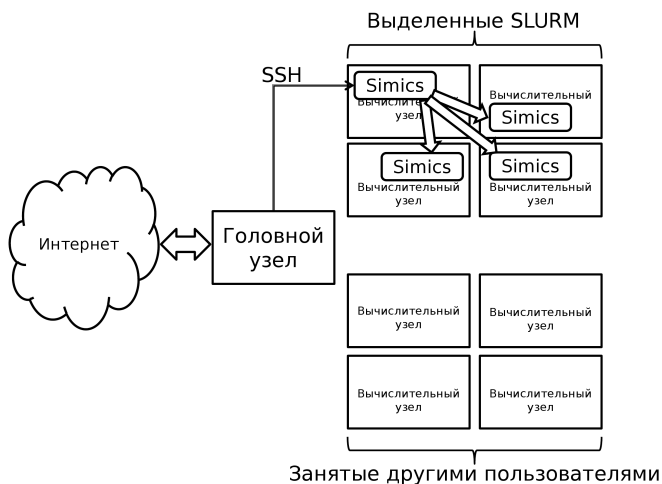 Выделенные SLURM
SSH
Simics
Вычислительный
узел
Вычислительный
Simics
Simics
Вычислительный
узел
Simics
Вычислительный
узел
Интернет
Головной
узел
Вычислительный
узел
Вычислительный
узел
Вычислительный
узел
Вычислительный
узел
Занятые другими пользователями